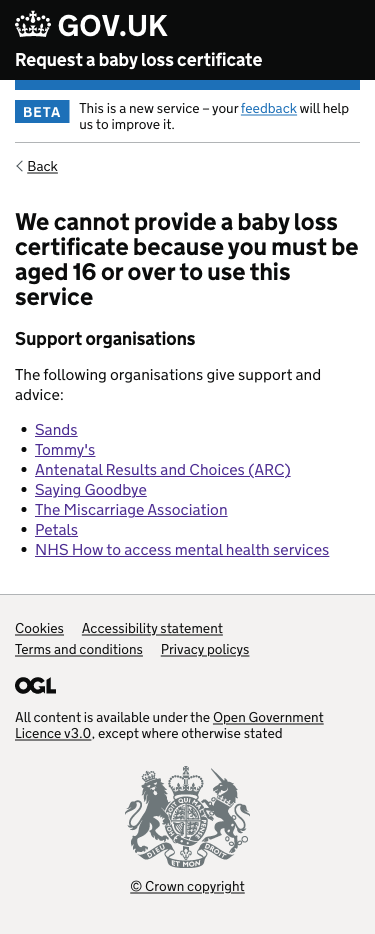 GOV.UK
Request a baby loss certificate
BETA
This is a new service – your feedback will help
us to improve it.
Back
We cannot provide a baby loss
certificate because you must be
aged 16 or over to use this
service
Support organisations
The following organisations give support and
advice:
• Sands
• Tommy's
• Antenatal Results and Choices (ARC)
• Saying Goodbye
• The Miscarriage Association
• Petals
• NHS How to access mental health services
Cookies Accessibility statement
Terms and conditions Privacy policys
OGL
All content is available under the Open Government
Licence v3.0, except where otherwise stated
DIEU ET MON DROIT
© Crown copyright